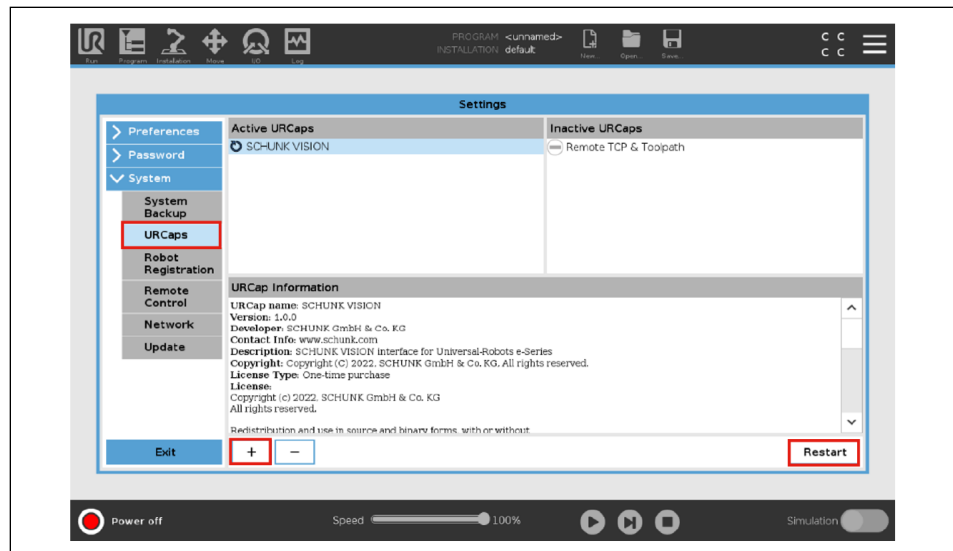 PROGRAM <unnamed>
INSTALLATION default
C C
C C
Run Program Installation Move I/O Log New... Open... Save...
Settings
Preferences
Password
System
System
Backup
URCaps
Robot
Registration
Remote
Control
Network
Update
Exit
Active URCaps
SCHUNK VISION
Inactive URCaps
Remote TCP & Toolpath
URCap Information
URCap name: SCHUNK VISION
Version: 1.0.0
Developer: SCHUNK GmbH & Co. KG
Contact Info: www.schunk.com
Description: SCHUNK VISION interface for Universal-Robots e-Series
Copyright: Copyright (C) 2022. SCHUNK GmbH & Co. KG. All rights reserved.
License Type: One-time purchase
License:
Copyright (c) 2022. SCHUNK GmbH & Co. KG
All rights reserved.
Redistribution and use in source and binary forms, with or without
+
−
Restart
Power off
Speed
100%
Simulation